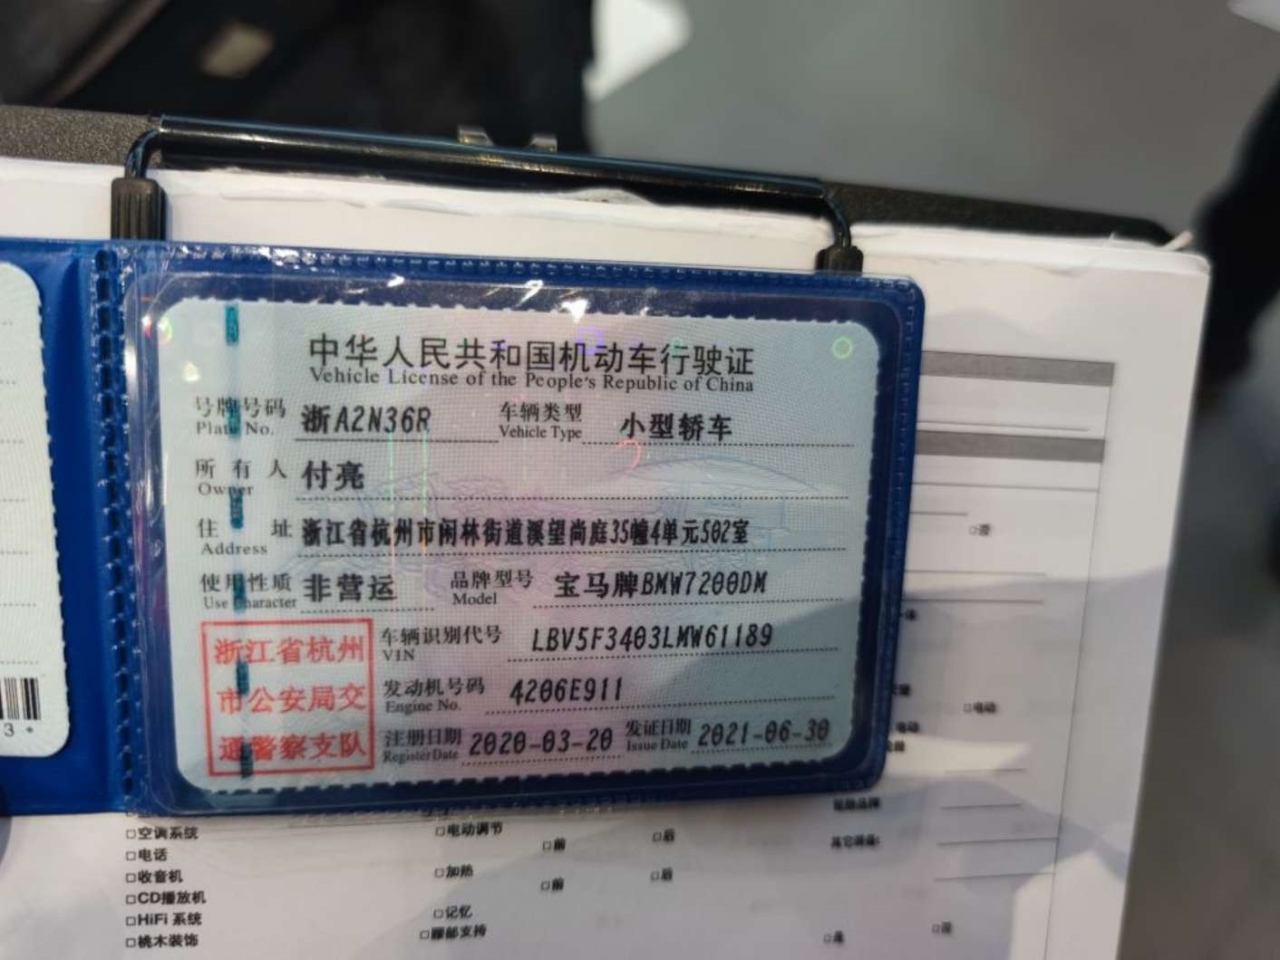 中华人民共和国机动车行驶证
Vehicle License of the People's Republic of China
号牌号码 浙A2N36R 车辆类型 小型轿车
Plate No. Vehicle Type
所有人 付亮
Owner
住址 浙江省杭州市闲林街道溪望尚庭35幢4单元502室
Address
使用性质 非营运 品牌型号 宝马牌BMW7200DM
Use Character Model
浙江省杭州
市公安局交
通警察支队
车辆识别代号 LBV5F3403LMW61189
VIN
发动机号码 4206E911
Engine No.
注册日期 2020-03-20 发证日期 2021-06-30
Register Date Issue Date
3*
□否
□电动
□空调系统 □电动调节 □前 □后
□电话
□收音机 □加热 □前 □后
□CD播放机
□HiFi 系统 □记忆
□桃木装饰 □腰部支持